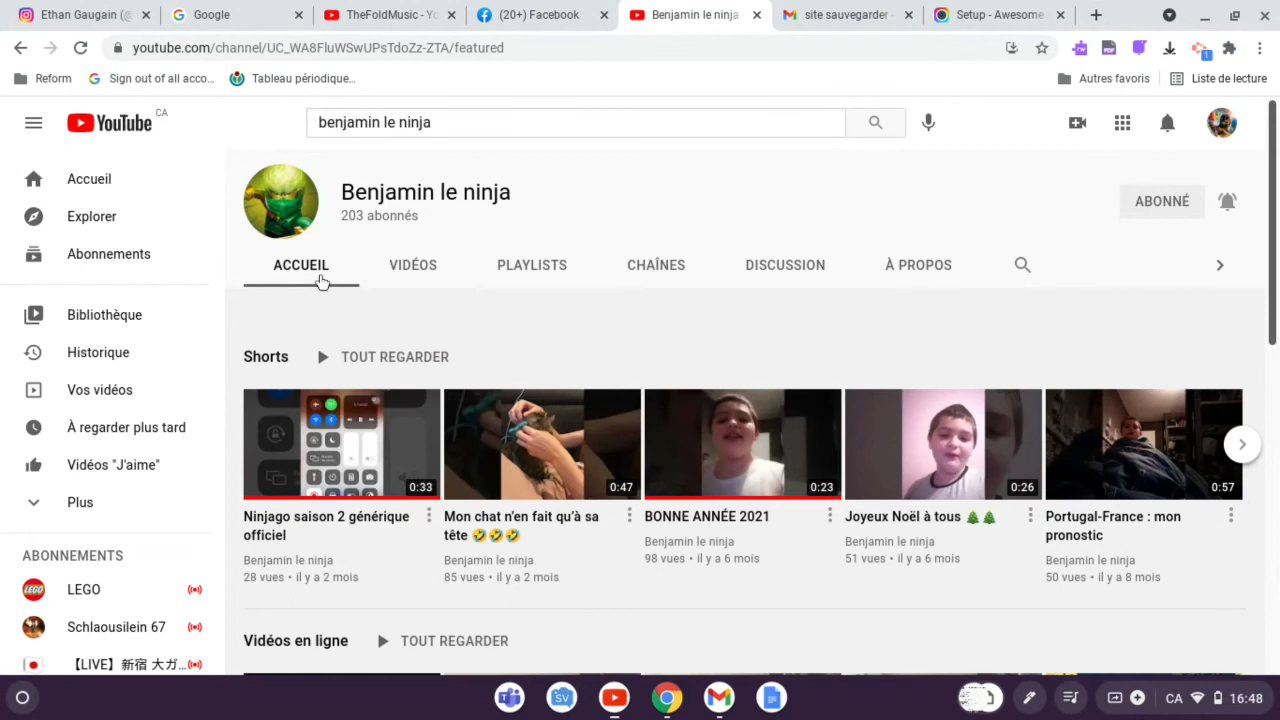 Ethan Gaugain (@
Google
TheFoldMusic - Yo
(20+) Facebook
Benjamin le ninja
site sauvegarder -
Setup - Awesome
youtube.com/channel/UC_WA8FluWSwUPsTdoZz-ZTA/featured
1
Reform
Sign out of all acco...
Tableau périodique...
Autres favoris
Liste de lecture
YouTube CA
benjamin le ninja
Accueil
Explorer
Abonnements
Bibliothèque
Historique
Vos vidéos
À regarder plus tard
Vidéos "J'aime"
Plus
ABONNEMENTS
LEGO
Schlaousilein 67
【LIVE】新宿 大ガ...
Benjamin le ninja
203 abonnés
ABONNÉ
ACCUEIL
VIDÉOS
PLAYLISTS
CHAÎNES
DISCUSSION
À PROPOS
Shorts
TOUT REGARDER
0:33
0:47
0:23
0:26
0:57
Ninjago saison 2 générique
officiel
Benjamin le ninja
28 vues • il y a 2 mois
Mon chat n'en fait qu'à sa
tête 🤣🤣🤣
Benjamin le ninja
85 vues • il y a 2 mois
BONNE ANNÉE 2021
Benjamin le ninja
98 vues • il y a 6 mois
Joyeux Noël à tous 🎄🎄
Benjamin le ninja
51 vues • il y a 6 mois
Portugal-France : mon
pronostic
Benjamin le ninja
50 vues • il y a 8 mois
Vidéos en ligne
TOUT REGARDER
CA
16:48